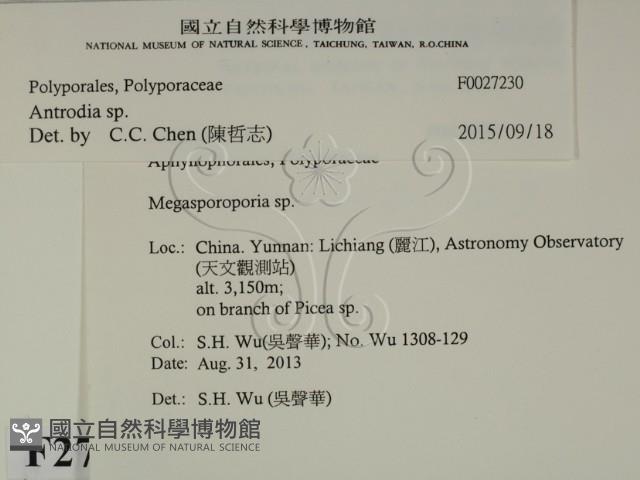 國立自然科學博物館
NATIONAL MUSEUM OF NATURAL SCIENCE, TAICHUNG, TAIWAN, R.O.CHINA
Polyporales, Polyporaceae F0027230
Antrodia sp.
Det. by C.C. Chen (陳哲志) 2015/09/18
Aphyllophorales, Polyporaceae
Megasporoporia sp.
Loc.: China. Yunnan: Lichiang (麗江), Astronomy Observatory
(天文觀測站)
alt. 3,150m;
on branch of Picea sp.
Col.: S.H. Wu(吳聲華); No. Wu 1308-129
Date: Aug. 31, 2013
Det.: S.H. Wu (吳聲華)
國立自然科學博物館
NATIONAL MUSEUM OF NATURAL SCIENCE
F27